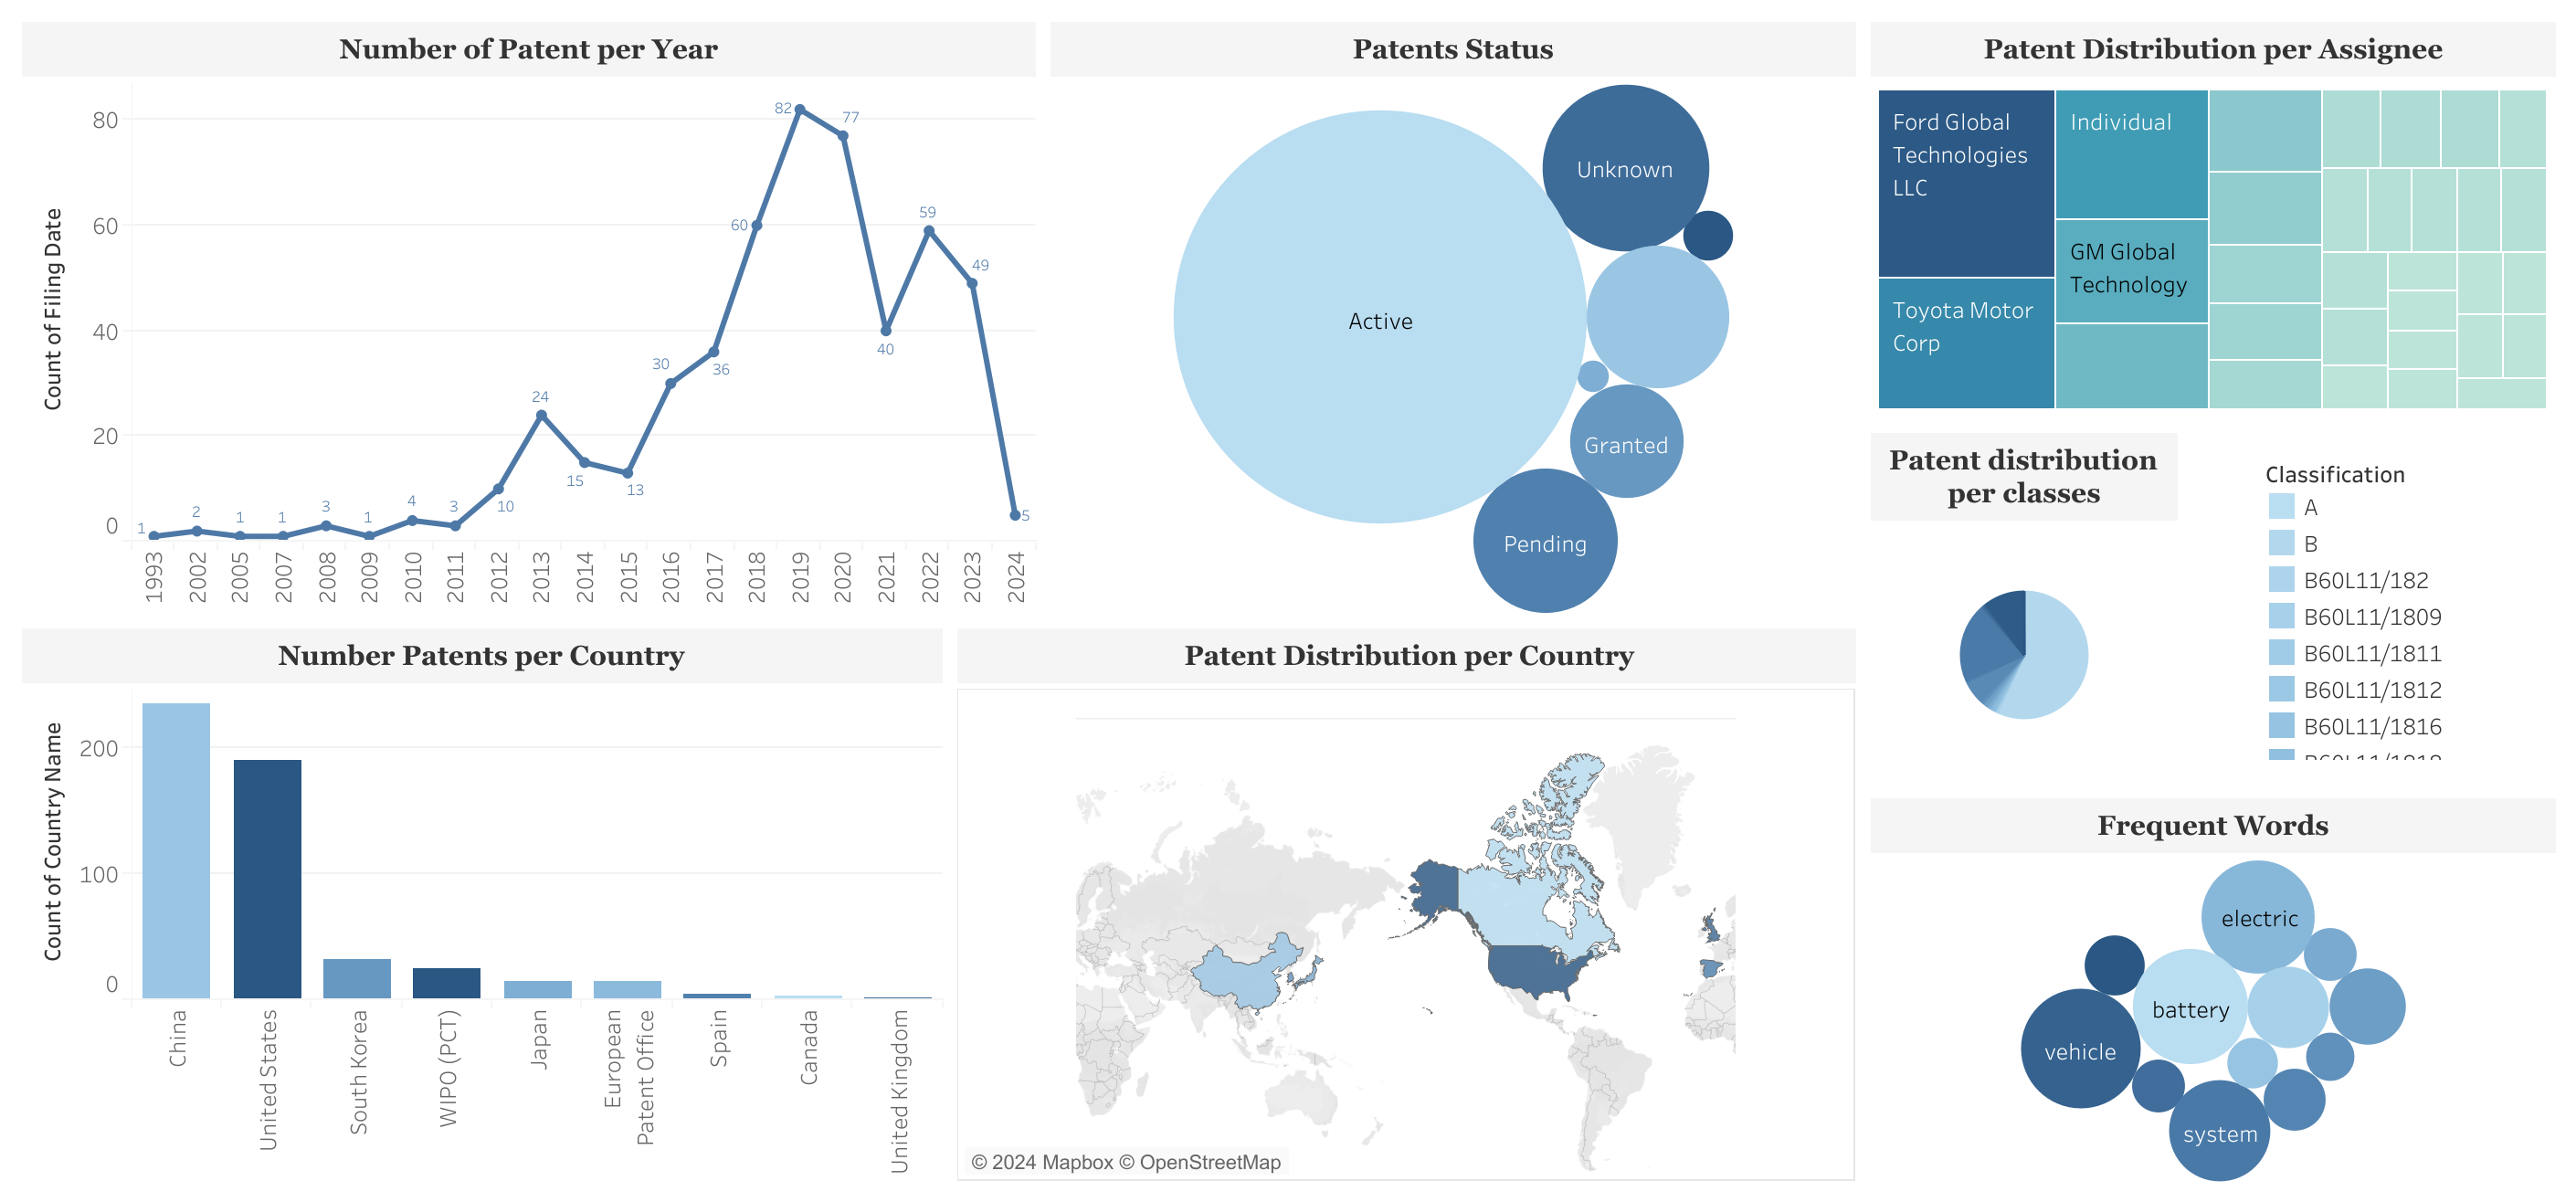 Number of Patent per Year
Count of Filing Date
80
60
40
20
0
1
2
1
1
3
1
4
3
10
24
15
13
30
36
60
82
77
40
59
49
5
1993
2002
2005
2007
2008
2009
2010
2011
2012
2013
2014
2015
2016
2017
2018
2019
2020
2021
2022
2023
2024
Patents Status
Active
Unknown
Granted
Pending
Patent Distribution per Assignee
Ford Global
Technologies
LLC
Toyota Motor
Corp
Individual
GM Global
Technology
Patent distribution
per classes
Classification
A
B
B60L11/182
B60L11/1809
B60L11/1811
B60L11/1812
B60L11/1816
Number Patents per Country
Count of Country Name
200
100
0
China
United States
South Korea
WIPO (PCT)
Japan
European
Patent Office
Spain
Canada
United Kingdom
Patent Distribution per Country
© 2024 Mapbox © OpenStreetMap
Frequent Words
electric
battery
vehicle
system